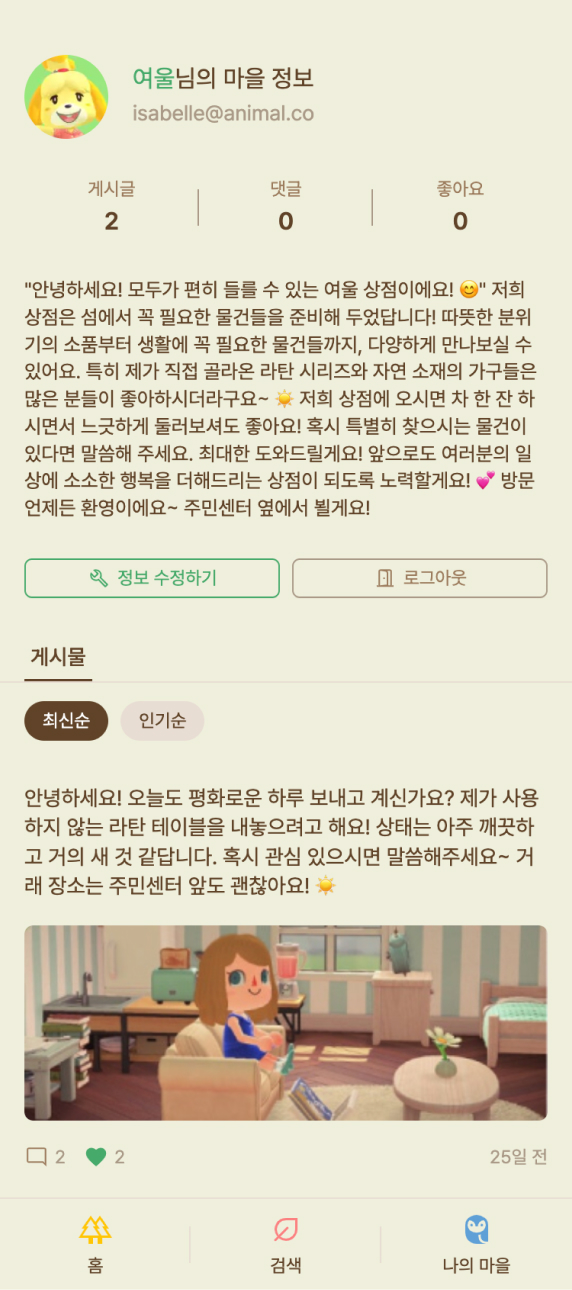 여울님의 마을 정보
isabelle@animal.co
게시글
2
댓글
0
좋아요
0
"안녕하세요! 모두가 편히 들를 수 있는 여울 상점이에요! 😊" 저희
상점은 섬에서 꼭 필요한 물건들을 준비해 두었답니다! 따뜻한 분위
기의 소품부터 생활에 꼭 필요한 물건들까지, 다양하게 만나보실 수
있어요. 특히 제가 직접 골라온 라탄 시리즈와 자연 소재의 가구들은
많은 분들이 좋아하시더라구요~ ☀️ 저희 상점에 오시면 차 한 잔 하
시면서 느긋하게 둘러보셔도 좋아요! 혹시 특별히 찾으시는 물건이
있다면 말씀해 주세요. 최대한 도와드릴게요! 앞으로도 여러분의 일
상에 소소한 행복을 더해드리는 상점이 되도록 노력할게요! 💕 방문
언제든 환영이에요~ 주민센터 옆에서 뵐게요!
정보 수정하기
로그아웃
게시물
최신순
인기순
안녕하세요! 오늘도 평화로운 하루 보내고 계신가요? 제가 사용
하지 않는 라탄 테이블을 내놓으려고 해요! 상태는 아주 깨끗하
고 거의 새 것 같답니다. 혹시 관심 있으시면 말씀해주세요~ 거
래 장소는 주민센터 앞도 괜찮아요! ☀️
2
2
25일 전
홈
검색
나의 마을